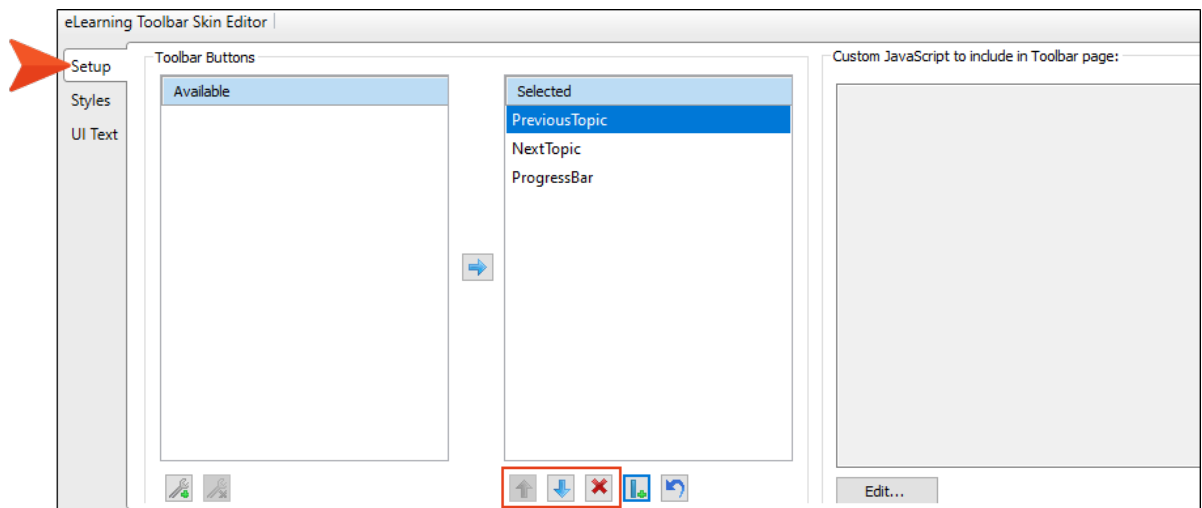 eLearning Toolbar Skin Editor
Setup
Styles
UI Text
Toolbar Buttons
Available
Selected
PreviousTopic
NextTopic
ProgressBar
Custom JavaScript to include in Toolbar page:
Edit...